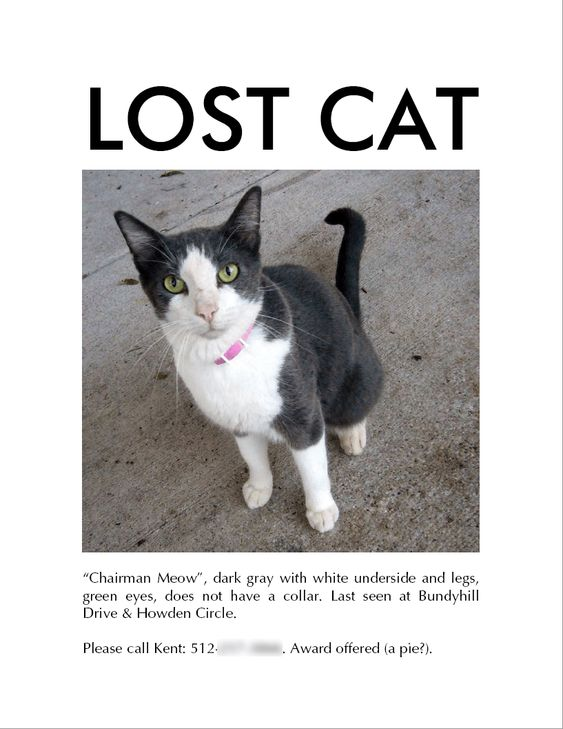 LOST CAT
“Chairman Meow”, dark gray with white underside and legs,
green eyes, does not have a collar. Last seen at Bundyhill
Drive & Howden Circle.
Please call Kent: 512- . Award offered (a pie?).